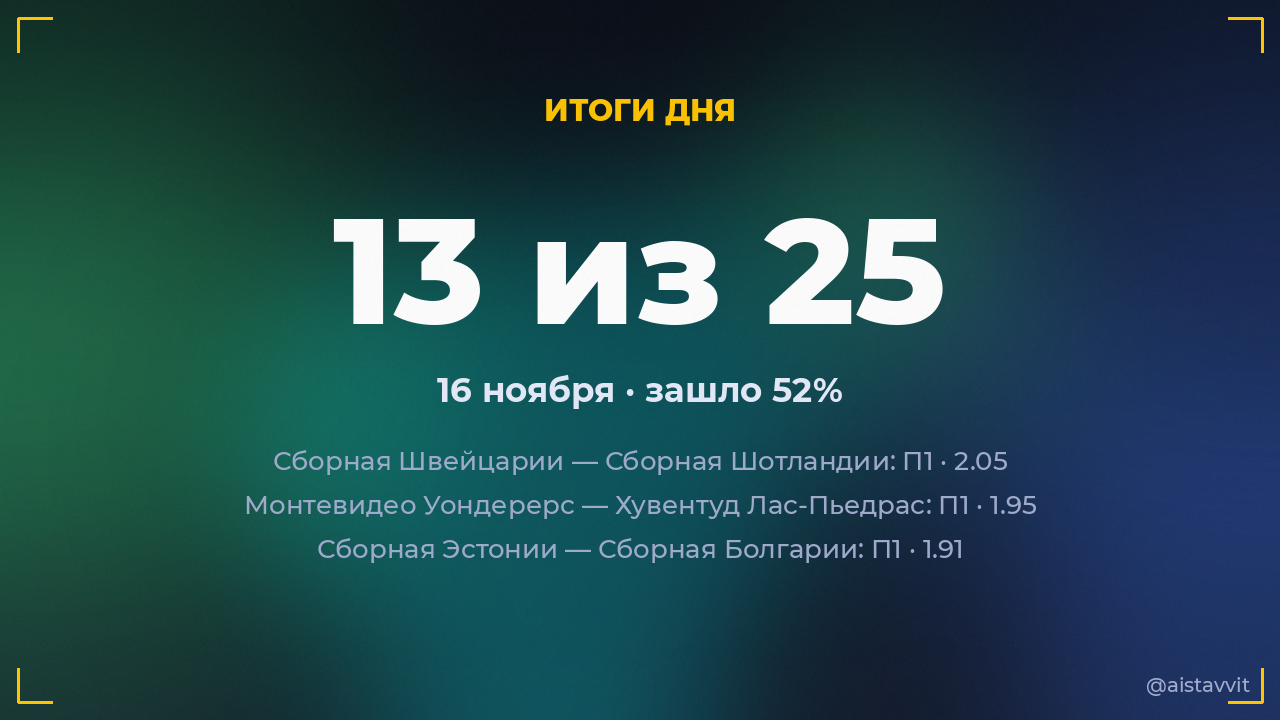 ИТОГИ ДНЯ
13 из 25
16 ноября · зашло 52%
Сборная Швейцарии — Сборная Шотландии: П1 · 2.05
Монтевидео Уондерерс — Хувентуд Лас-Пьедрас: П1 · 1.95
Сборная Эстонии — Сборная Болгарии: П1 · 1.91
@aistavvit